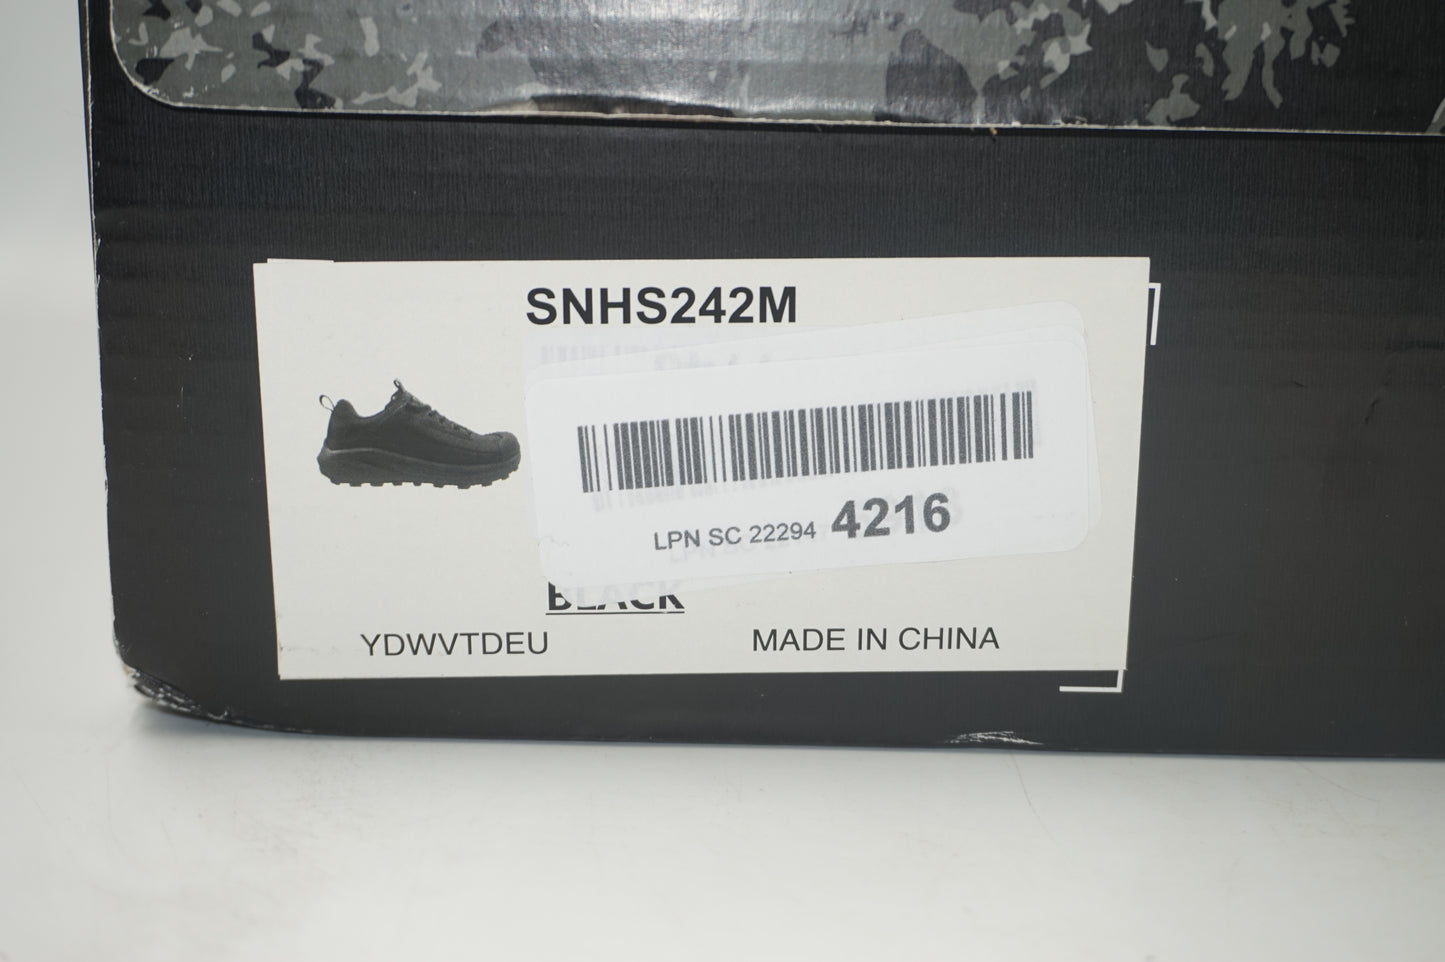 SNHS242M
LPN SC 22294 4216
BLACK
YDWVTDEU
MADE IN CHINA